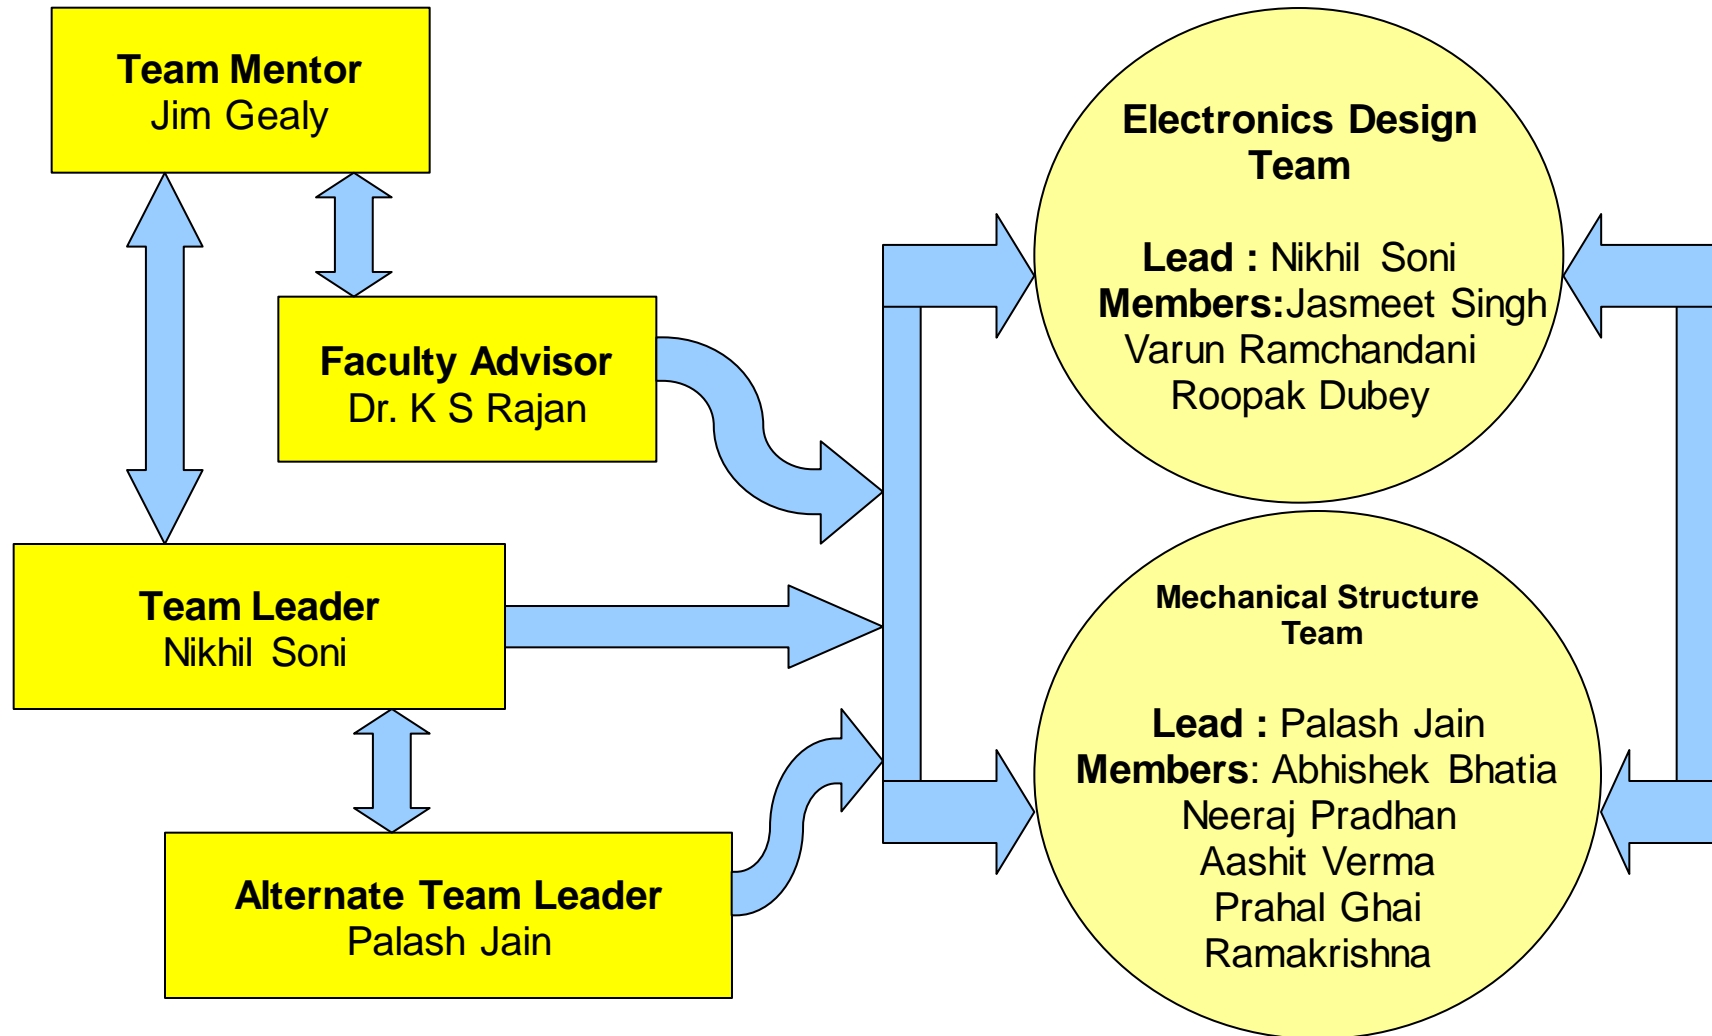 Team Mentor
Jim Gealy
Faculty Advisor
Dr. K S Rajan
Team Leader
Nikhil Soni
Alternate Team Leader
Palash Jain
Electronics Design
Team
Lead : Nikhil Soni
Members:Jasmeet Singh
Varun Ramchandani
Roopak Dubey
Mechanical Structure
Team
Lead : Palash Jain
Members: Abhishek Bhatia
Neeraj Pradhan
Aashit Verma
Prahal Ghai
Ramakrishna